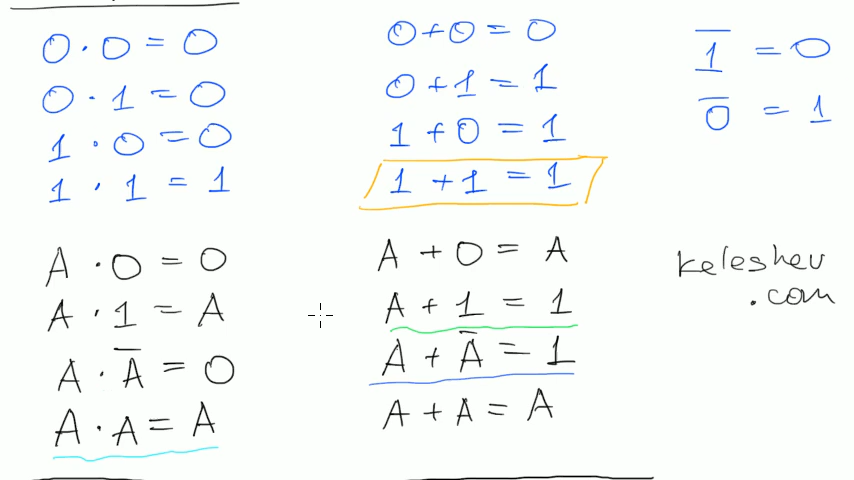 0 · 0 = 0
0 · 1 = 0
1 · 0 = 0
1 · 1 = 1
0 + 0 = 0
0 + 1 = 1
1 + 0 = 1
1 + 1 = 1
1̅ = 0
0̅ = 1
A · 0 = 0
A · 1 = A
A · A̅ = 0
A · A = A
A + 0 = A
A + 1 = 1
A + A̅ = 1
A + A = A
keleshev
.com